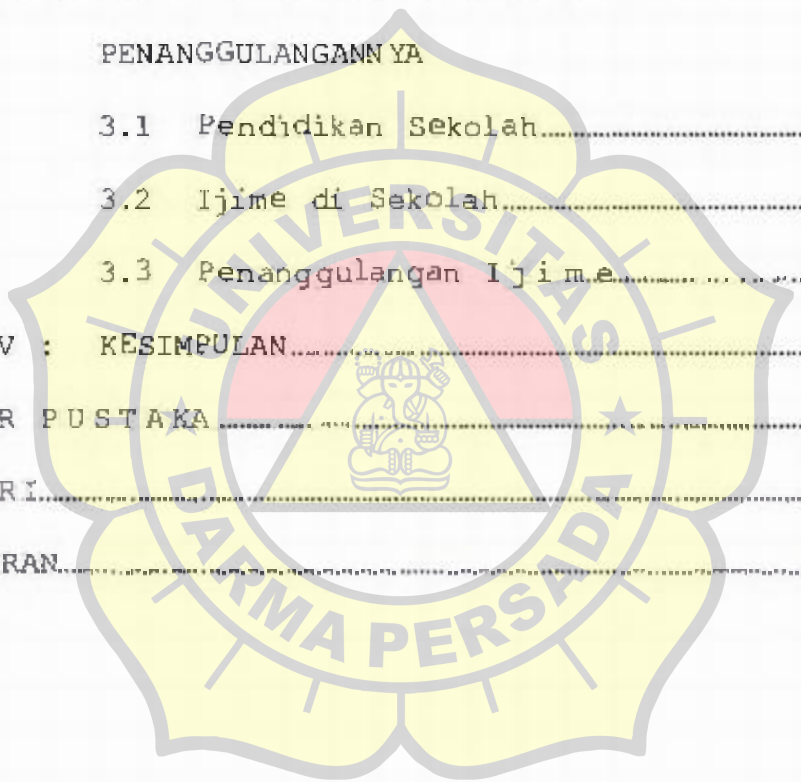 PENANGGULANGANNYA
3.1 Pendidikan Sekolah
3.2 Ijime di Sekolah
3.3 Penanggulangan Ijime
V : KESIMPULAN
R PUSTAKA
RI
RAN
UNIVERSITAS
DARMA PERSADA